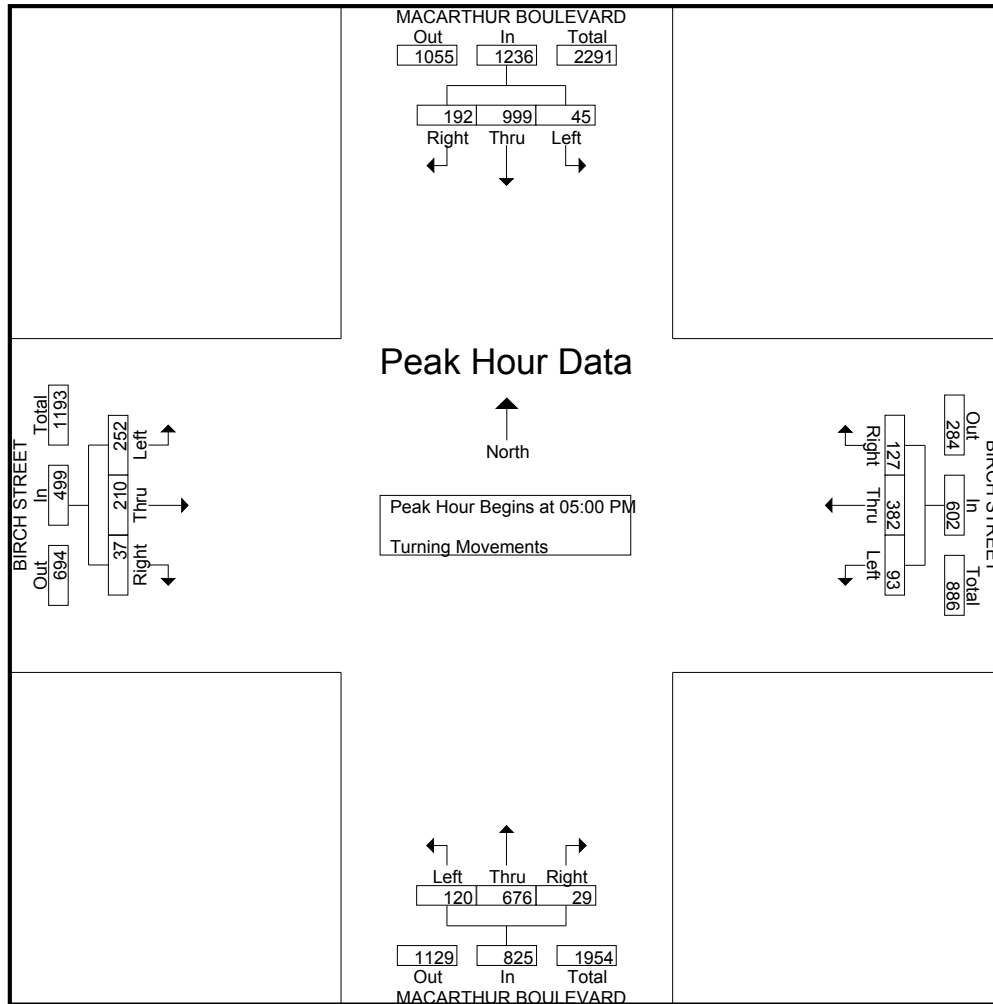 MACARTHUR BOULEVARD
Out In Total
1055 1236 2291
192 999 45
Right Thru Left
Peak Hour Data
North
Peak Hour Begins at 05:00 PM
Turning Movements
BIRCH STREET
Out In Total
694 499 1193
252 210 37
Left Thru Right
Right Thru Left
127 382 93
Out In Total
284 602 886
BIRCH STREET
Left Thru Right
120 676 29
1129 825 1954
Out In Total
MACARTHUR BOULEVARD